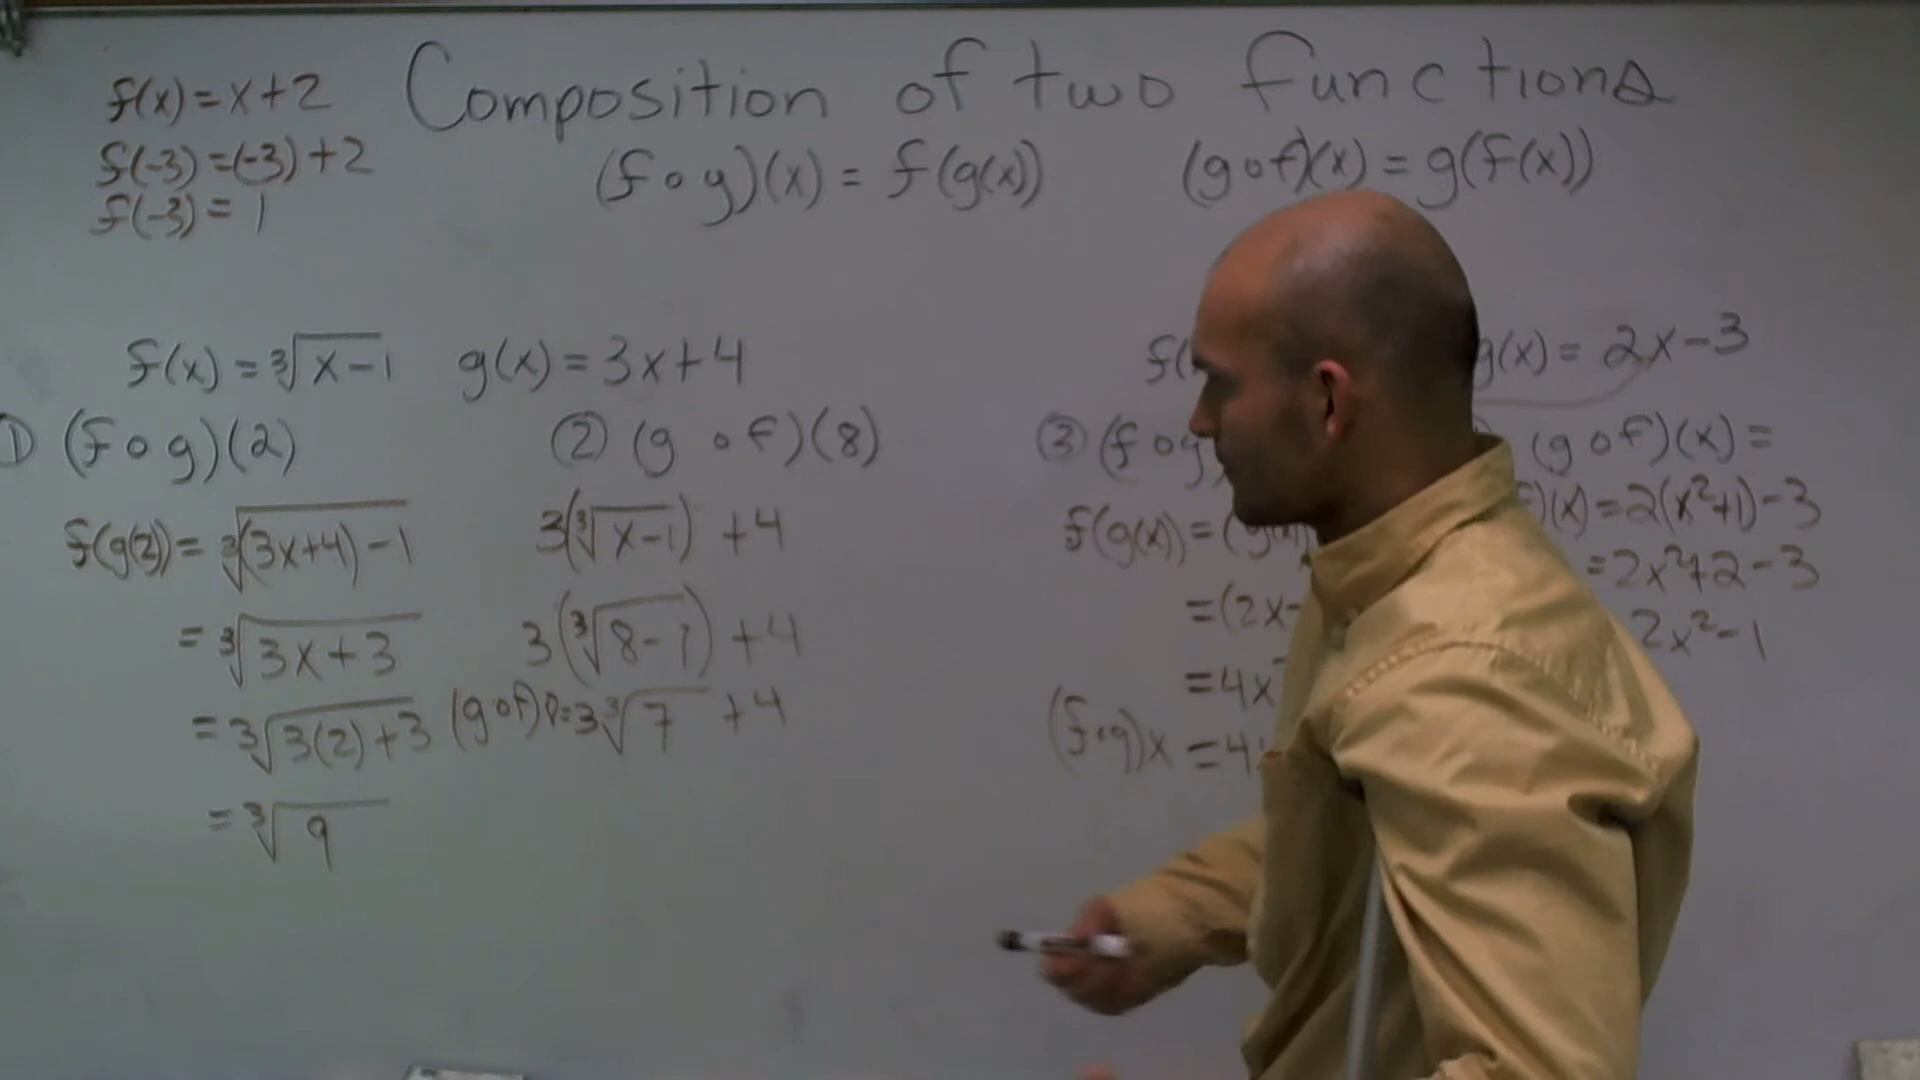 Composition of two functions
f(x) = x+2
f(-3) = (-3)+2
f(-3) = 1
(f∘g)(x) = f(g(x))
(g∘f)(x) = g(f(x))
f(x) = ∛(x-1)   g(x) = 3x+4
① (f∘g)(2)
f(g(2)) = ∛((3x+4)-1)
= ∛(3x+3)
= ∛(3(2)+3)
= ∛9
② (g∘f)(8)
3(∛(x-1)) +4
3(∛(8-1)) +4
(g∘f) = 3∛7 +4
f(   g(x) = 2x-3
③ (f∘g
f(g(x)) = (g(x)
= (2x-
= 4x
(f∘g)x = 4
(g∘f)(x) =
)(x) = 2(x²+1)-3
= 2x²+2-3
2x²-1